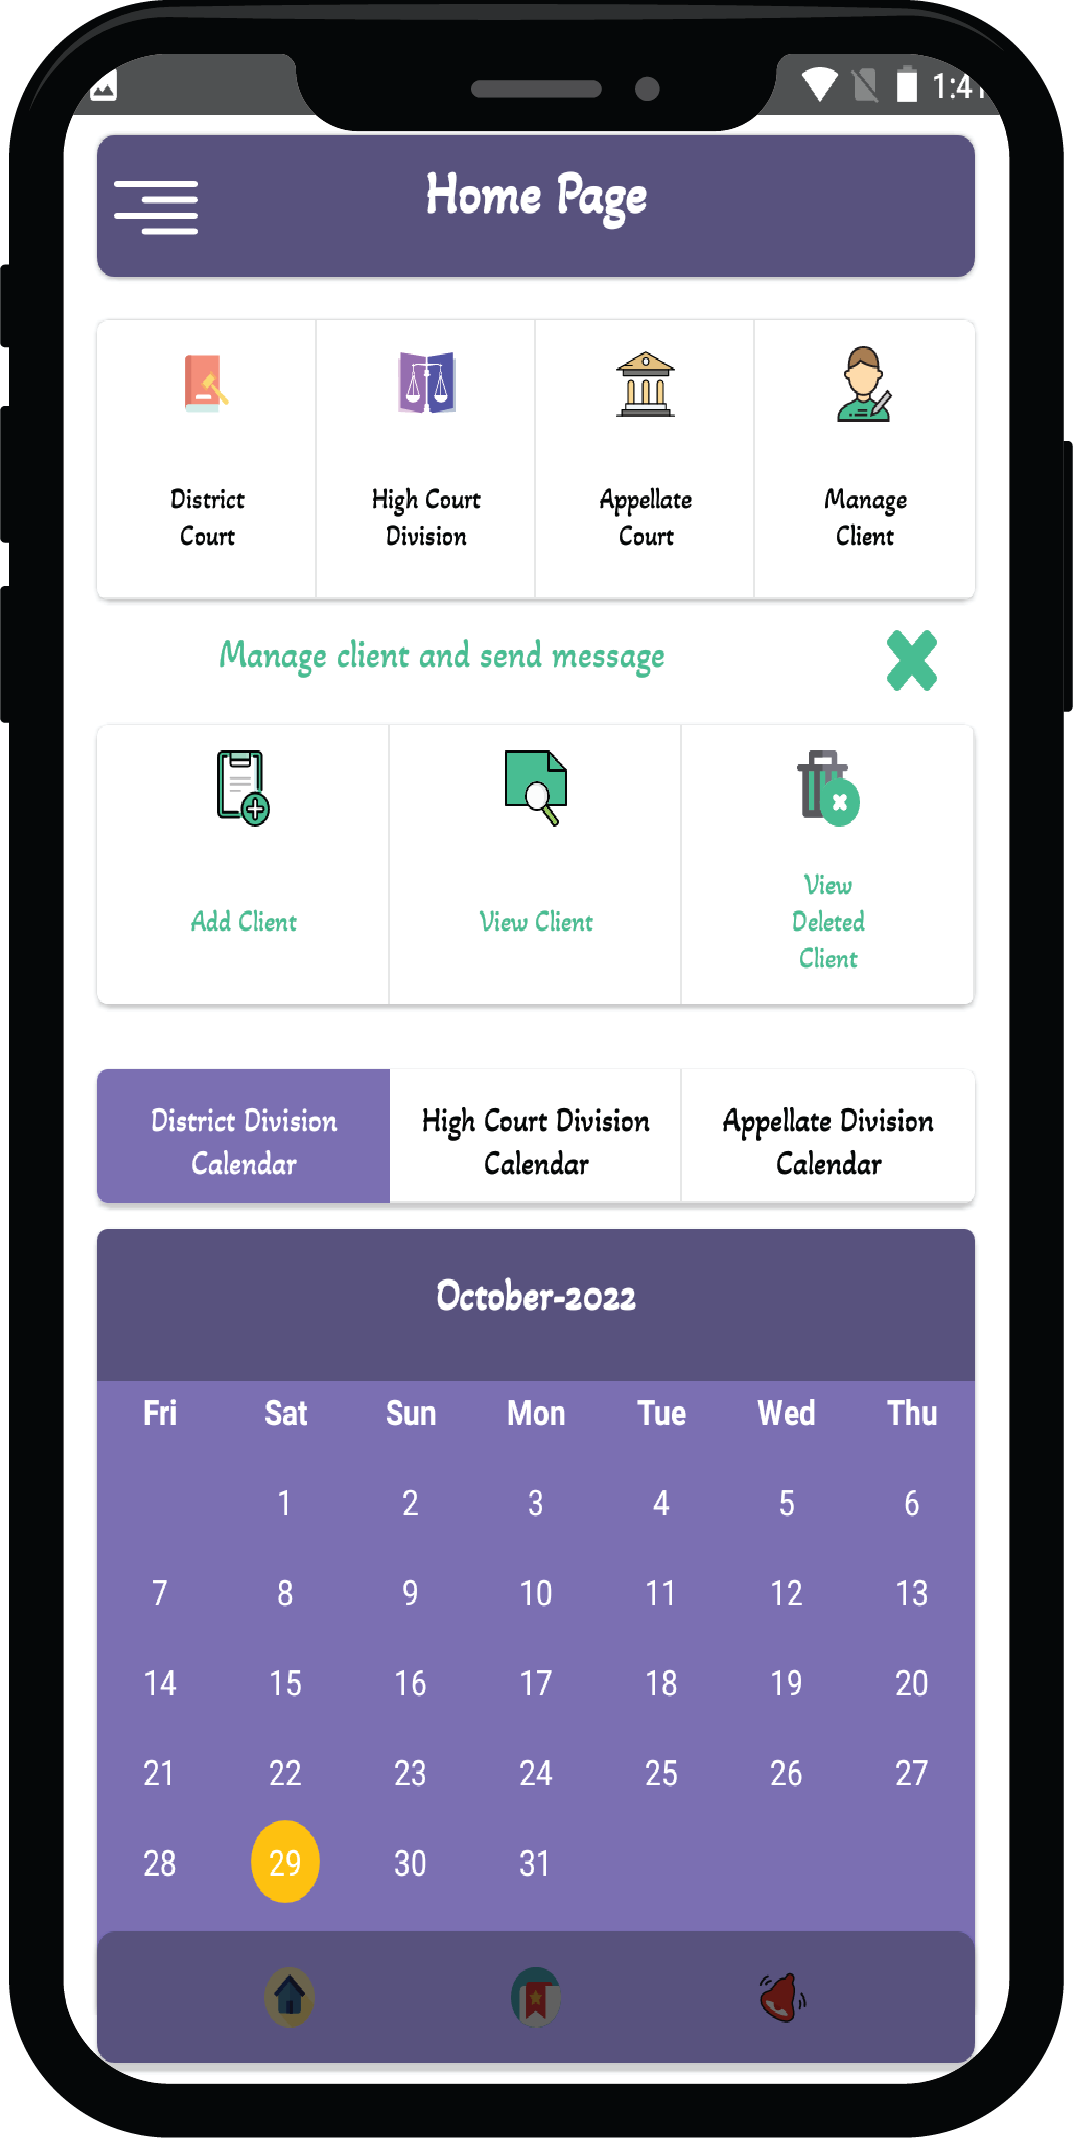 1:41
Home Page
District
Court
High Court
Division
Appellate
Court
Manage
Client
Manage client and send message
Add Client
View Client
View
Deleted
Client
District Division
Calendar
High Court Division
Calendar
Appellate Division
Calendar
October-2022
Fri Sat Sun Mon Tue Wed Thu
1 2 3 4 5 6
7 8 9 10 11 12 13
14 15 16 17 18 19 20
21 22 23 24 25 26 27
28 29 30 31